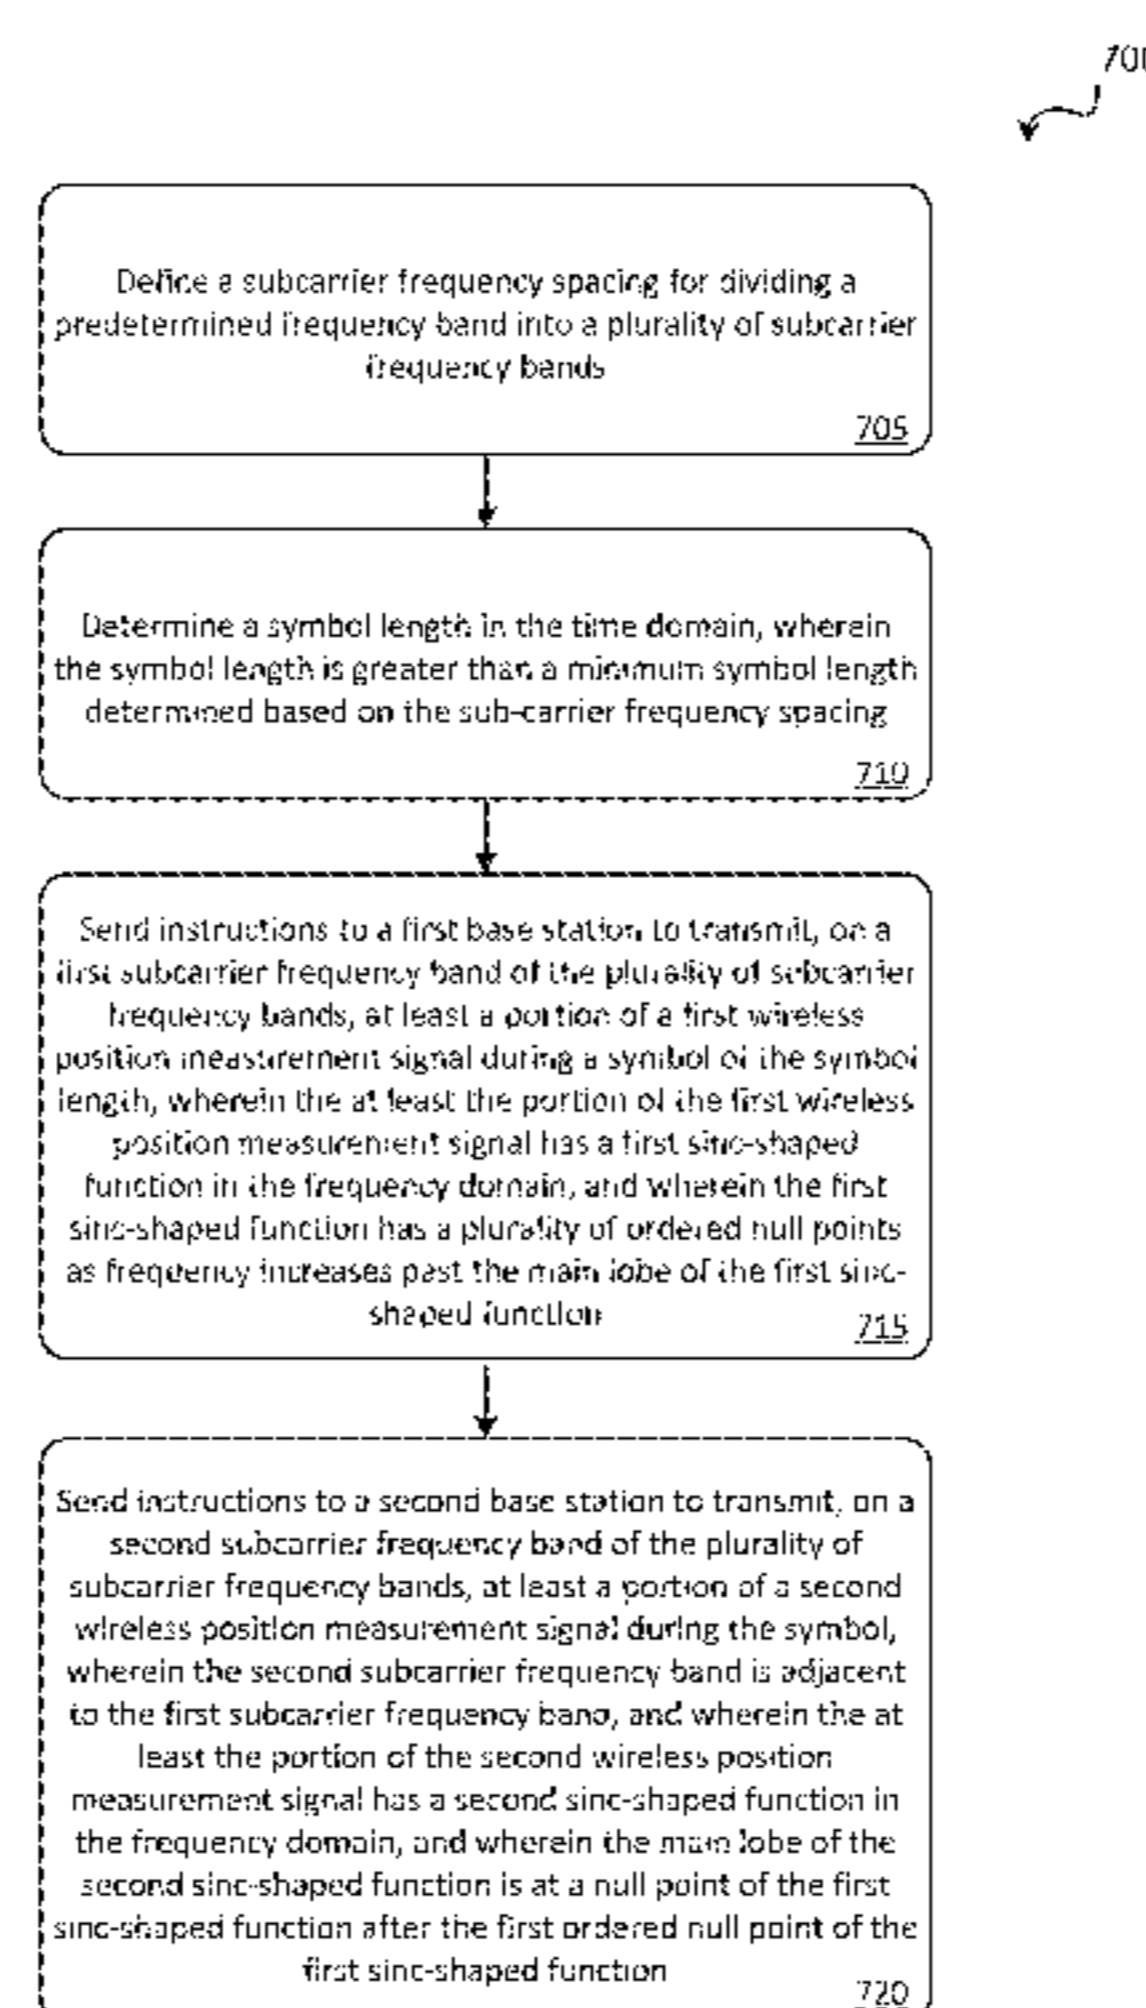 700
Define a subcarrier frequency spacing for dividing a
predetermined frequency band into a plurality of subcarrier
frequency bands
705
Determine a symbol length in the time domain, wherein
the symbol length is greater than a minimum symbol length
determined based on the sub-carrier frequency spacing
710
Send instructions to a first base station to transmit, on a
first subcarrier frequency band of the plurality of subcarrier
frequency bands, at least a portion of a first wireless
position measurement signal during a symbol of the symbol
length, wherein the at least the portion of the first wireless
position measurement signal has a first sinc-shaped
function in the frequency domain, and wherein the first
sinc-shaped function has a plurality of ordered null points
as frequency increases past the main lobe of the first sinc-
shaped function
715
Send instructions to a second base station to transmit, on a
second subcarrier frequency band of the plurality of
subcarrier frequency bands, at least a portion of a second
wireless position measurement signal during the symbol,
wherein the second subcarrier frequency band is adjacent
to the first subcarrier frequency band, and wherein the at
least the portion of the second wireless position
measurement signal has a second sinc-shaped function in
the frequency domain, and wherein the main lobe of the
second sinc-shaped function is at a null point of the first
sinc-shaped function after the first ordered null point of the
first sinc-shaped function
720